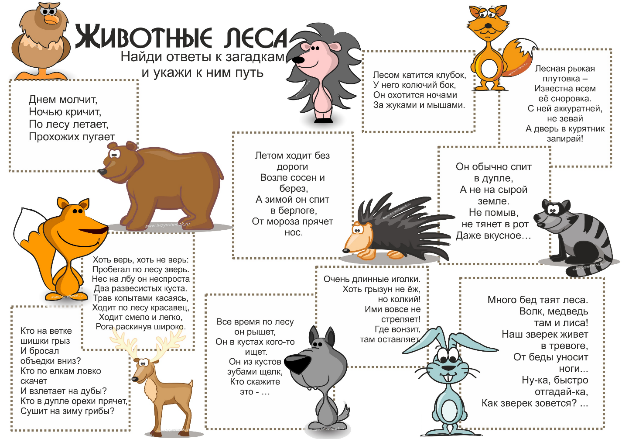 Животные леса
Найди ответы к загадкам
и укажи к ним путь
Днем молчит,
Ночью кричит,
По лесу летает,
Прохожих пугает
Лесом катится клубок,
У него колючий бок,
Он охотится ночами
За жуками и мышами.
Лесная рыжая
плутовка –
Известна всем
её сноровка.
С ней аккуратней,
не зевай
А дверь в курятник
запирай!
Летом ходит без
дороги
Возле сосен и
берез,
А зимой он спит
в берлоге,
От мороза прячет
нос.
Он обычно спит
в дупле,
А не на сырой
земле.
Не помыв,
не тянет в рот
Даже вкусное…
Хоть верь, хоть не верь:
Пробегал по лесу зверь.
Нес на лбу он неспроста
Два развесистых куста.
Трав копытами касаясь,
Ходит по лесу красавец,
Ходит смело и легко,
Рога раскинув широко.
Очень длинные иголки.
Хоть грызун не ёж,
но колкий!
Ими вовсе не
стреляет!
Где вонзит,
там оставляет.
Много бед таят леса.
Волк, медведь
там и лиса!
Наш зверек живет
в тревоге,
От беды уносит
ноги...
Ну-ка, быстро
отгадай-ка,
Как зверек зовется? ...
Кто на ветке
шишки грыз
И бросал
объедки вниз?
Кто по елкам ловко
скачет
И взлетает на дубы?
Кто в дупле орехи прячет,
Сушит на зиму грибы?
Все время по лесу
он рыщет,
Он в кустах кого-то
ищет.
Он из кустов
зубами щелк,
Кто скажите
это - ...